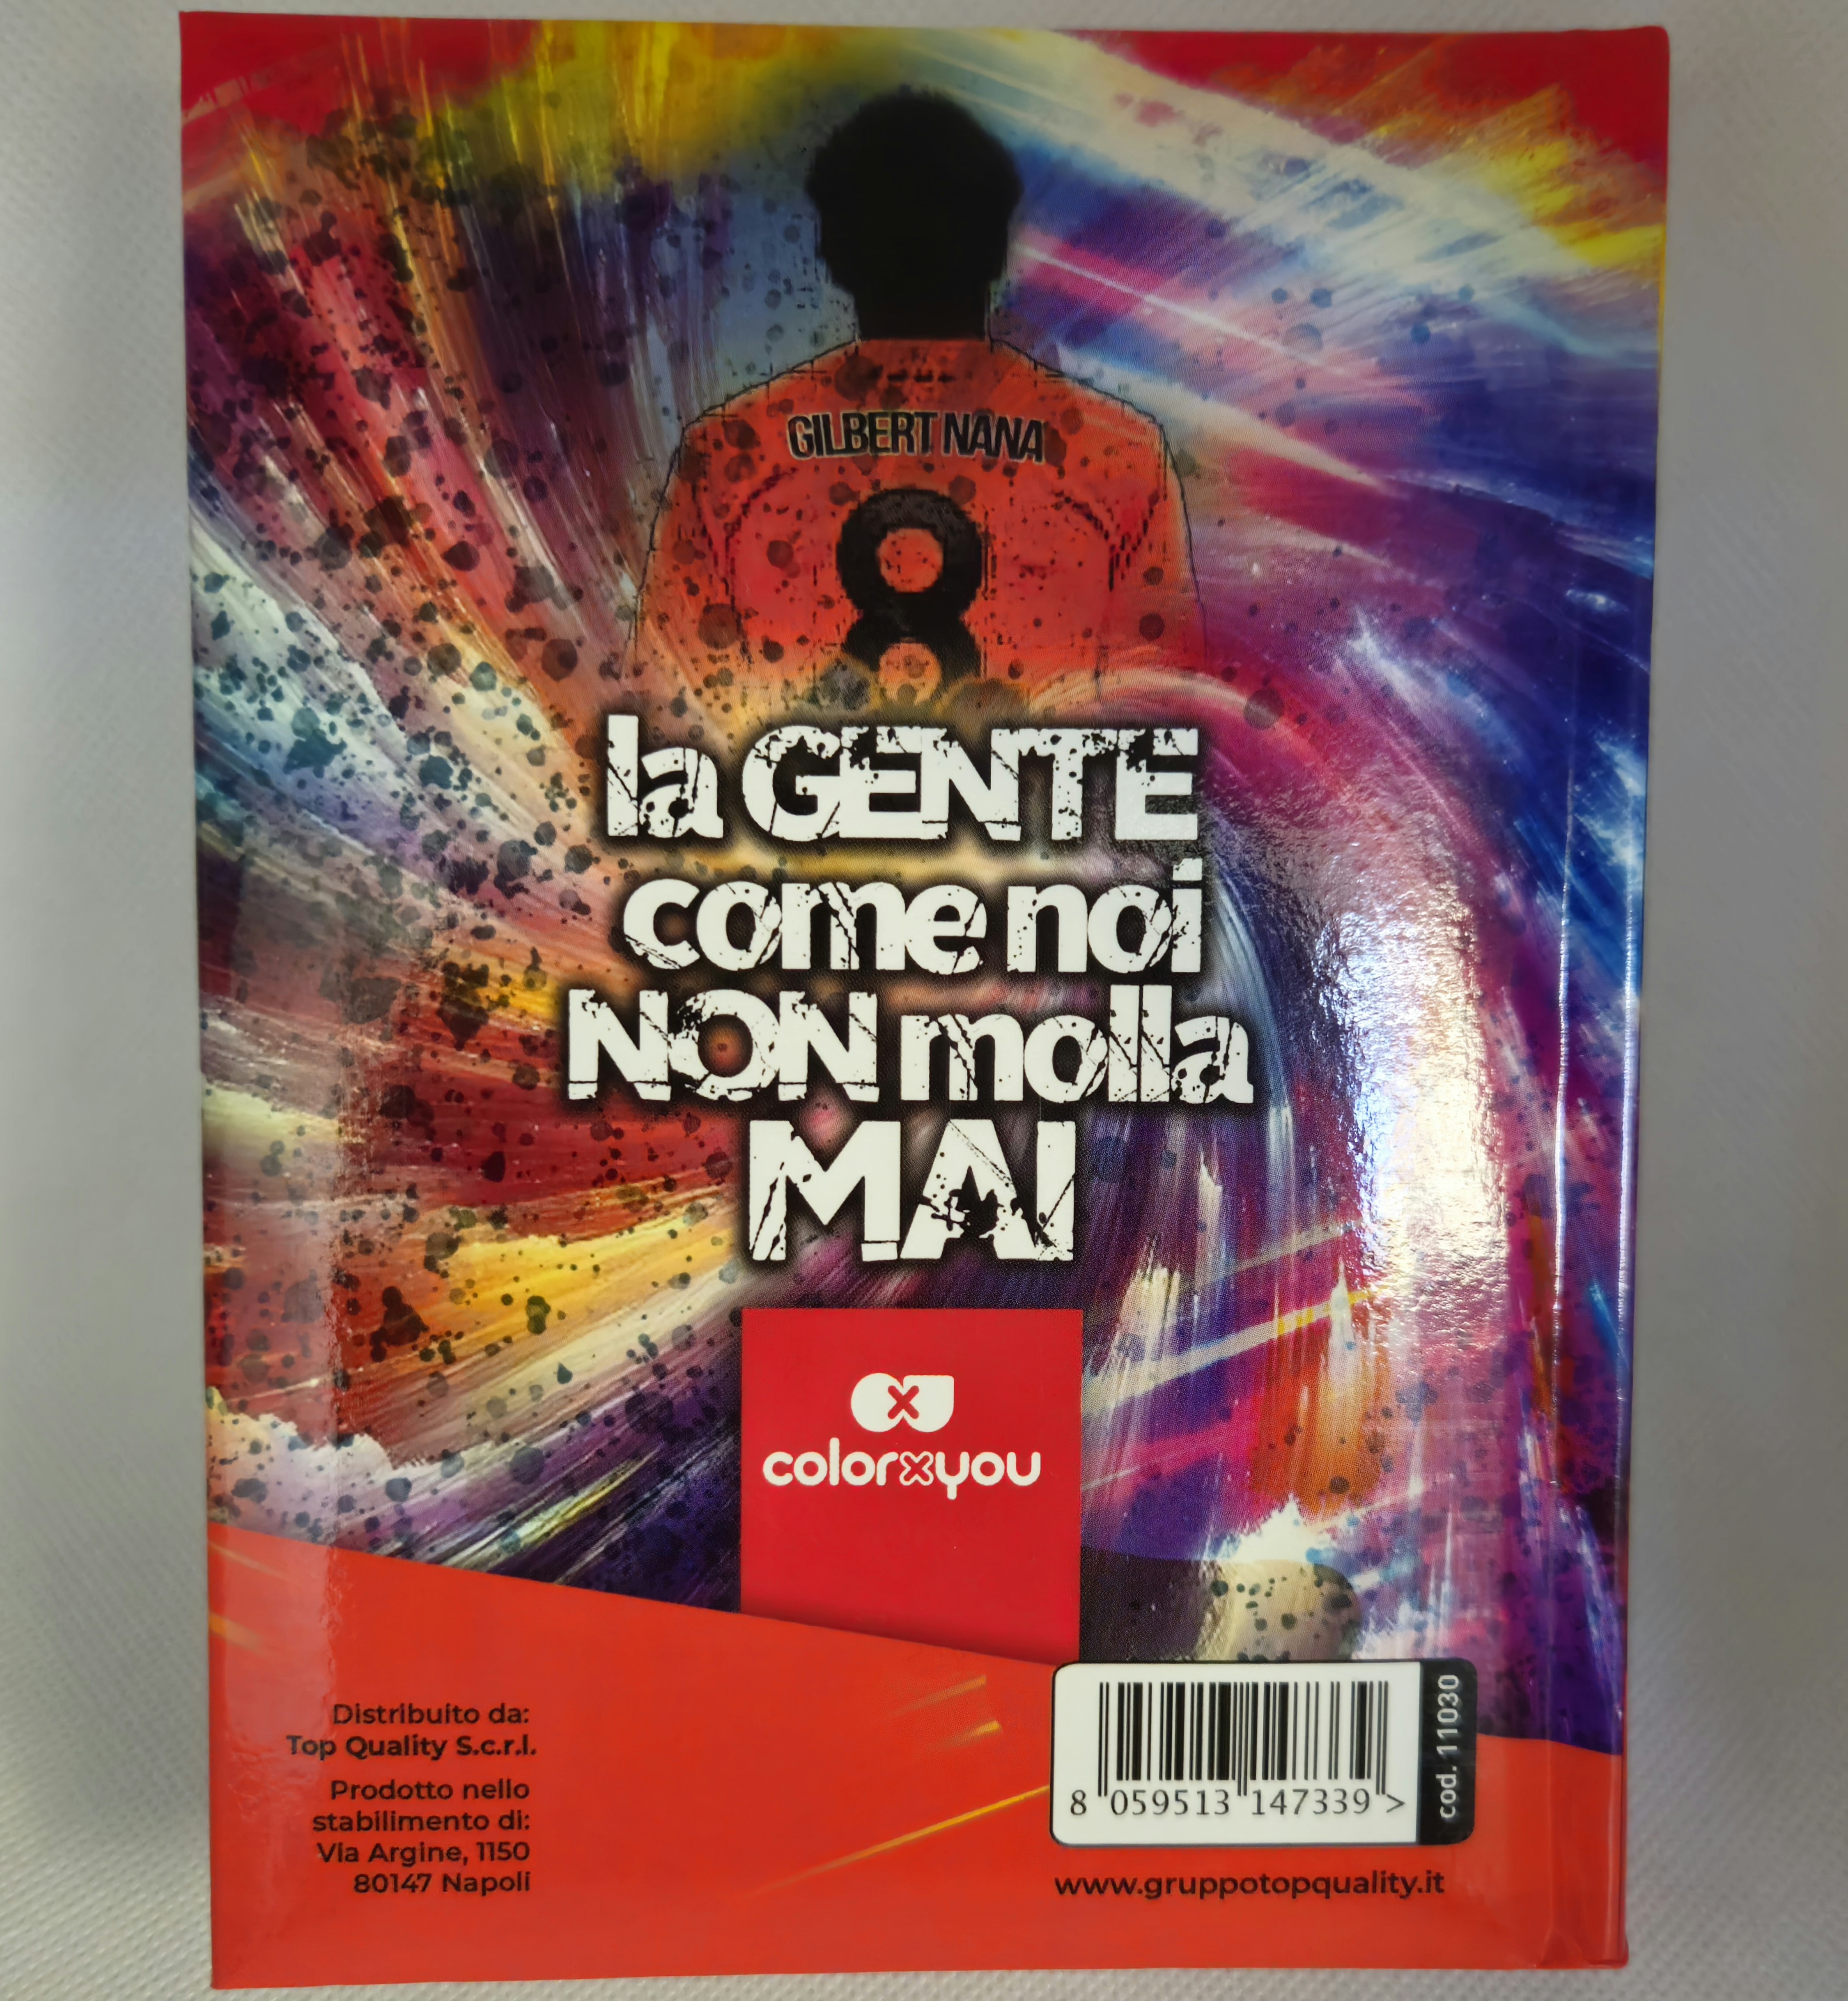 GILBERT NANA
8
la GENTE
come noi
NON molla
MAI
colorxyou
Distribuito da:
Top Quality S.c.r.l.
Prodotto nello
stabilimento di:
Via Argine, 1150
80147 Napoli
8 059513 147339 >
cod. 11030
www.gruppotopquality.it